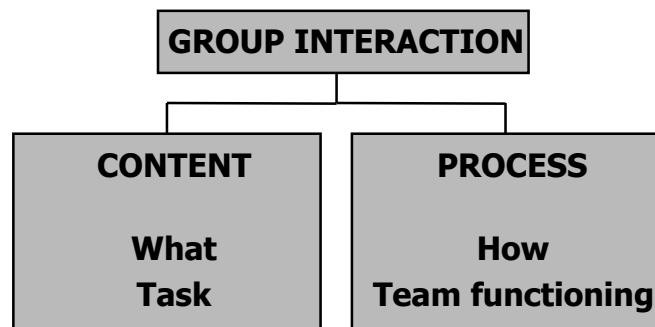 GROUP INTERACTION
CONTENT
What
Task
PROCESS
How
Team functioning